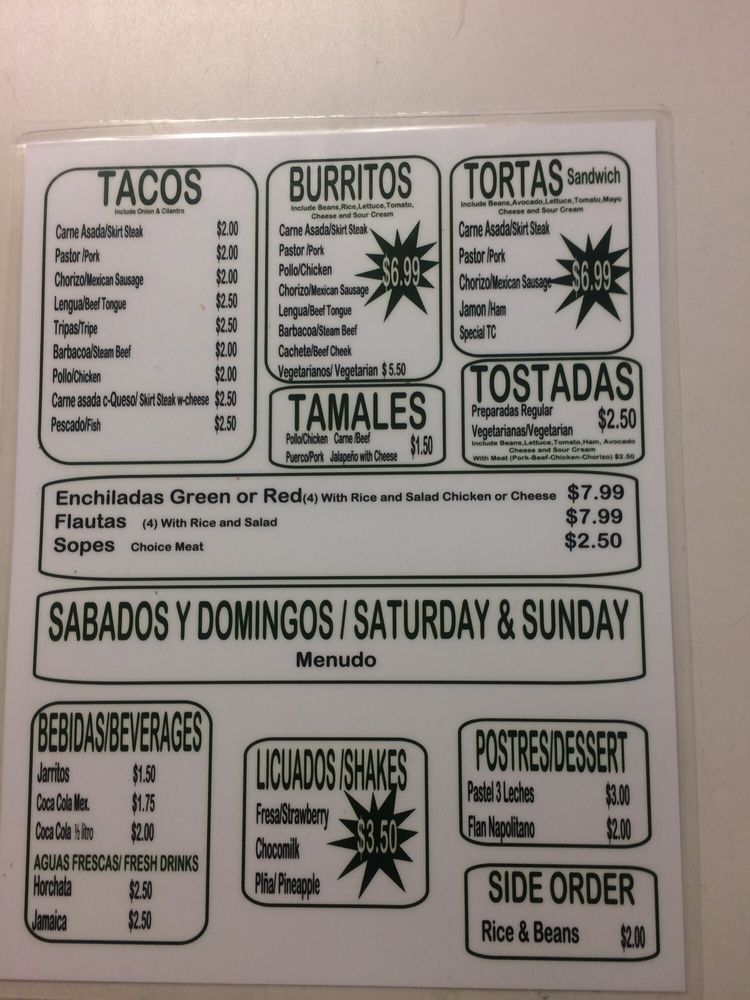 TACOS
Include Onion & Cilantro
Carne Asada/Skirt Steak $2.00
Pastor /Pork $2.00
Chorizo/Mexican Sausage $2.00
Lengua/Beef Tongue $2.50
Tripas/Tripe $2.50
Barbacoa/Steam Beef $2.00
Pollo/Chicken $2.00
Carne asada c-Queso/ Skirt Steak w-cheese $2.50
Pescado/Fish $2.50
BURRITOS
Include Beans,Rice,Lettuce,Tomato,
Cheese and Sour Cream
Carne Asada/Skirt Steak
Pastor /Pork
Pollo/Chicken
$6.99
Chorizo/Mexican Sausage
Lengua/Beef Tongue
Barbacoa/Steam Beef
Cachete/Beef Cheek
Vegetarianos/ Vegetarian $ 5.50
TORTAS Sandwich
Include Beans,Avocado,Lettuce,Tomato,Mayo
Cheese and Sour Cream
Carne Asada/Skirt Steak
Pastor /Pork
Chorizo/Mexican Sausage
$6.99
Jamon /Ham
Special TC
TAMALES
Pollo/Chicken Carne /Beef
Puerco/Pork Jalapeño with Cheese $1.50
TOSTADAS
Preparadas Regular
Vegetarianas/Vegetarian $2.50
Include Beans,Lettuce,Tomato,Ham, Avocado
Cheese and Sour Cream
With Meat (Pork-Beef-Chicken-Chorizo) $2.50
Enchiladas Green or Red(4) With Rice and Salad Chicken or Cheese $7.99
Flautas (4) With Rice and Salad $7.99
Sopes Choice Meat $2.50
SABADOS Y DOMINGOS / SATURDAY & SUNDAY
Menudo
BEBIDAS/BEVERAGES
Jarritos $1.50
Coca Cola Mex. $1.75
Coca Cola ½ litro $2.00
AGUAS FRESCAS/ FRESH DRINKS
Horchata $2.50
Jamaica $2.50
LICUADOS /SHAKES
Fresa/Strawberry
Chocomilk
$3.50
Piña/ Pineapple
POSTRES/DESSERT
Pastel 3 Leches $3.00
Flan Napolitano $2.00
SIDE ORDER
Rice & Beans $2.00